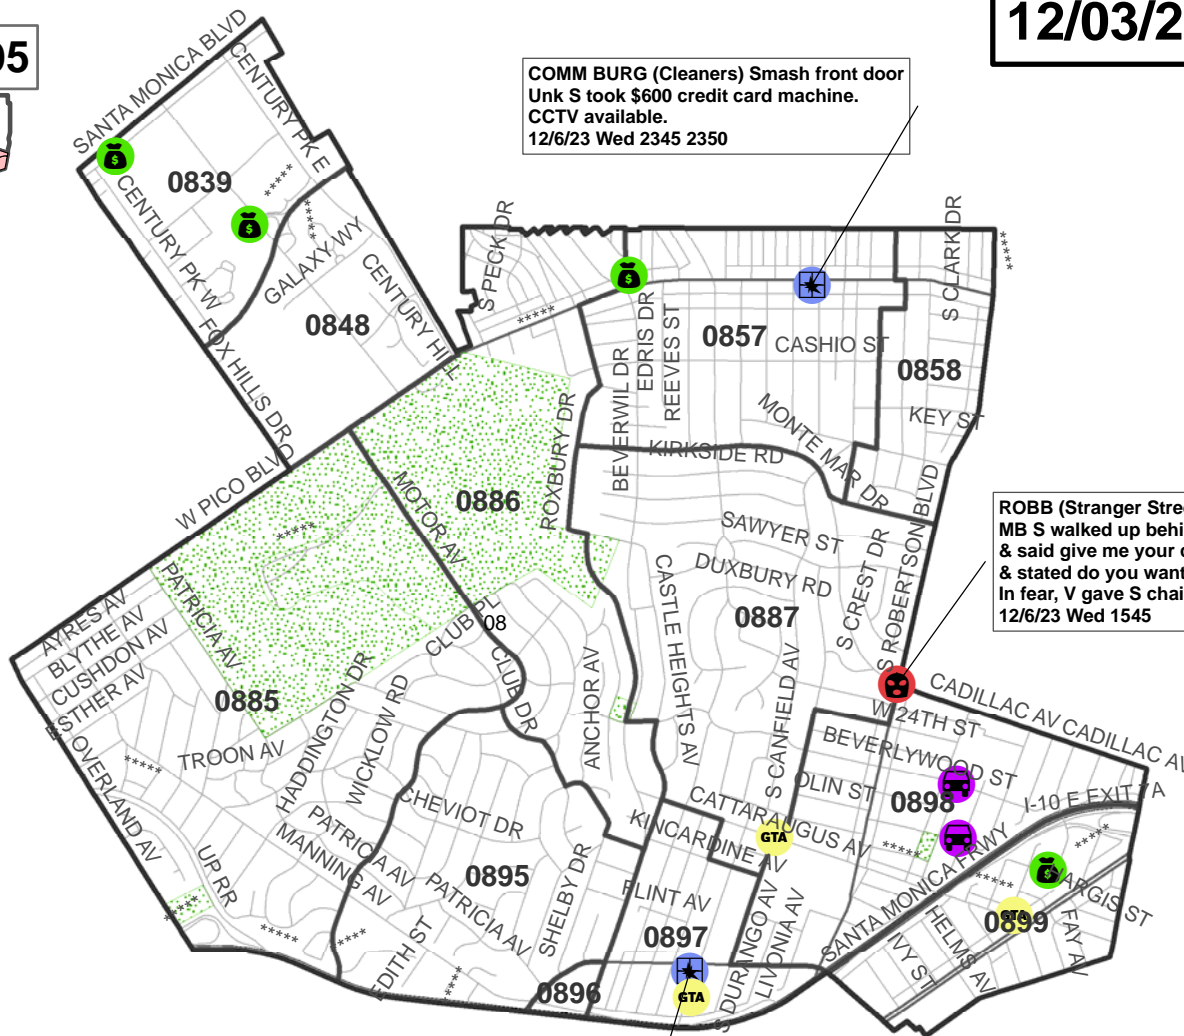 12/03/2
95
COMM BURG (Cleaners) Smash front door
Unk S took $600 credit card machine.
CCTV available.
12/6/23 Wed 2345 2350
SANTA MONICA BLVD
CENTURY PK E
0839
*****
*****
CENTURY PK W
GALAXY WY
CENTURY HILL
0848
FOX HILLS DR
S PECK DR
*****
S CLARK DR
*****
EDRIS DR
REEVES ST
0857
CASHIO ST
0858
BEVERWIL DR
KEY ST
MONTE MAR DR
KIRKSIDE RD
ROXBURY DR
W PICO BLVD
MOTOR AV
0886
*****
SAWYER ST
S ROBERTSON BLVD
ROBB (Stranger Stree
MB S walked up behi
& said give me your
& stated do you want
In fear, V gave S chai
12/6/23 Wed 1545
DUXBURY RD
S CREST DR
CASTLE HEIGHTS AV
0887
PATRICIA AV
AYRES AV
BLYTHE AV
CUSHDON AV
ESTHER AV
CLUB
08
CLUB DR
ANCHOR AV
S CANFIELD AV
0885
HADDINGTON DR
WICKLOW RD
TROON AV
*****
S OVERLAND AV
CADILLAC AV
CADILLAC AV
W 24TH ST
BEVERLYWOOD ST
OLIN ST
0898
I-10 E EXIT 7A
CHEVIOT DR
PATRICIA AV
MANNING AV
CATTARAUGUS AV
KINCARDINE AV
GTA
*****
*****
*****
SANTA MONICA FRWY
UP RR
*****
0895
PATRICIA AV
SHELBY DR
FLINT AV
ARGIS ST
GTA
0899
FAY AV
HELMS AV
IVY ST
*****
****
EDITH ST
*****
0897
S DURANGO AV
LIVONIA AV
0896
GTA